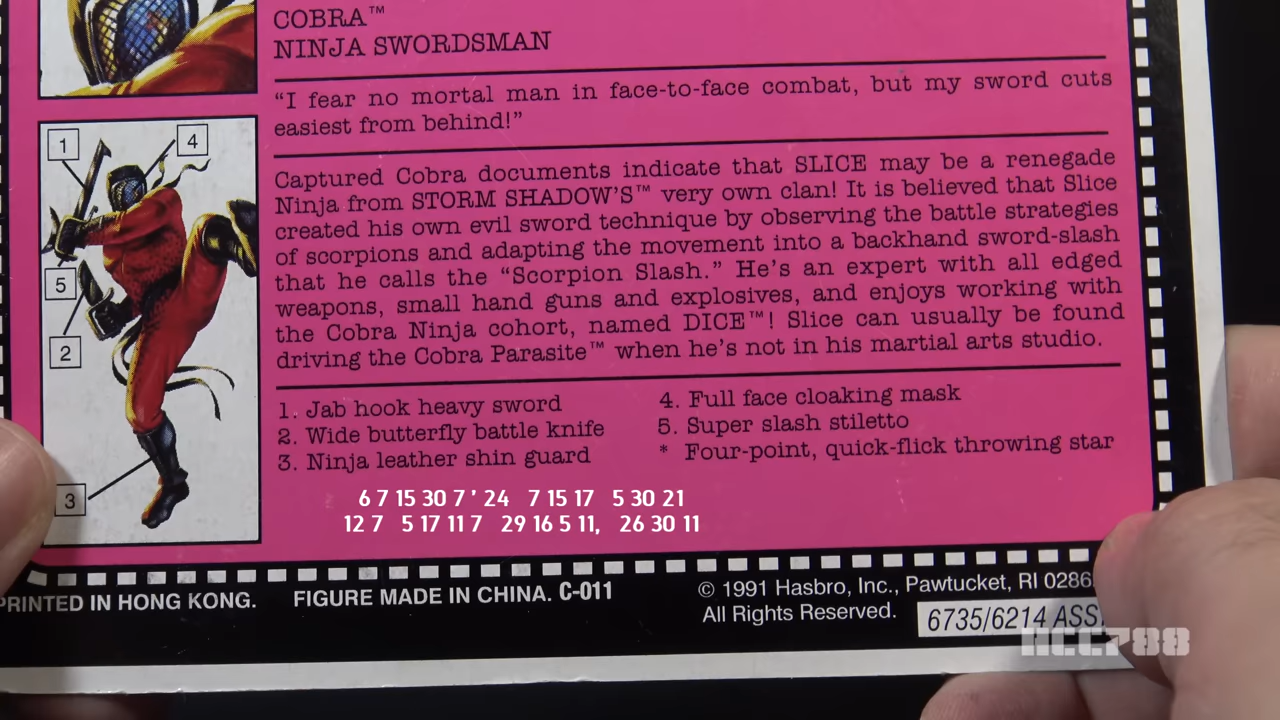 COBRA™
NINJA SWORDSMAN
“I fear no mortal man in face-to-face combat, but my sword cuts
easiest from behind!”
1
4
5
2
3
Captured Cobra documents indicate that SLICE may be a renegade
Ninja from STORM SHADOW'S™ very own clan! It is believed that Slice
created his own evil sword technique by observing the battle strategies
of scorpions and adapting the movement into a backhand sword-slash
that he calls the “Scorpion Slash.” He's an expert with all edged
weapons, small hand guns and explosives, and enjoys working with
the Cobra Ninja cohort, named DICE™! Slice can usually be found
driving the Cobra Parasite™ when he's not in his martial arts studio.
1. Jab hook heavy sword
2. Wide butterfly battle knife
3. Ninja leather shin guard
4. Full face cloaking mask
5. Super slash stiletto
* Four-point, quick-flick throwing star
6 7 15 30 7 ' 24 7 15 17 5 30 21
12 7 5 17 11 7 29 16 5 11, 26 30 11
PRINTED IN HONG KONG. FIGURE MADE IN CHINA. C-011
© 1991 Hasbro, Inc., Pawtucket, RI 0286
All Rights Reserved.
6735/6214 ASS
HCC788